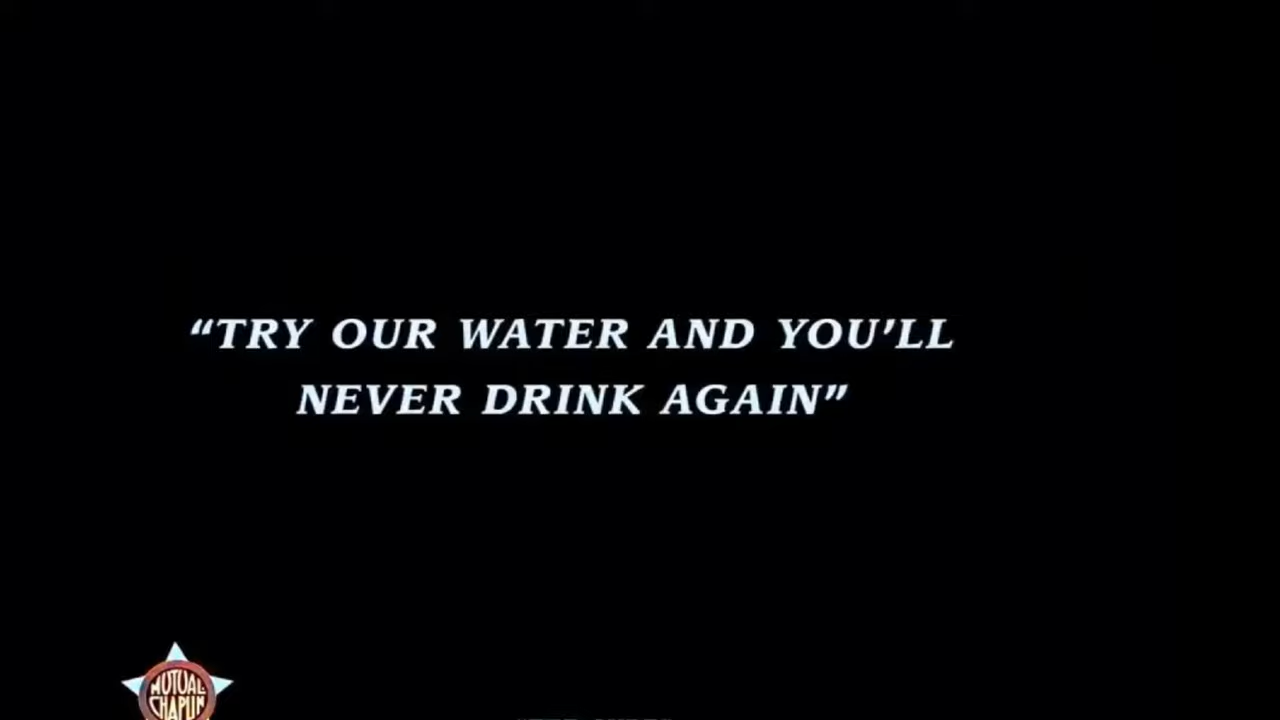 “TRY OUR WATER AND YOU’LL
NEVER DRINK AGAIN”
MUTUAL
CHAPLIN